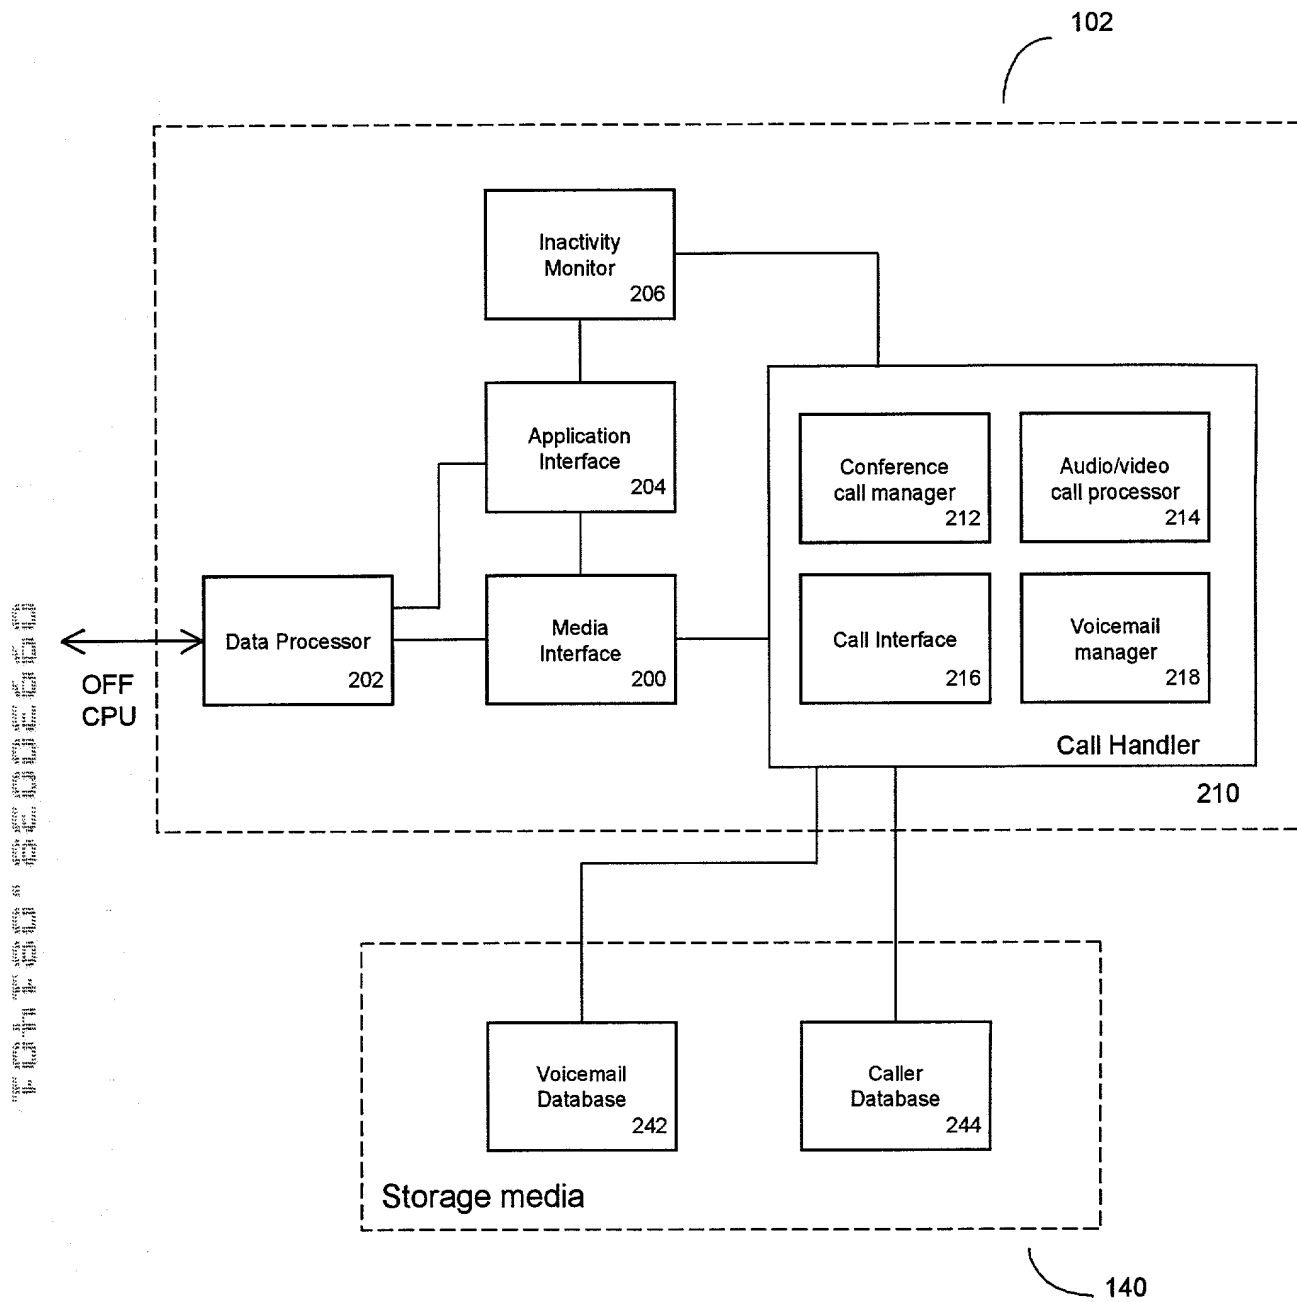 102
Inactivity
Monitor
206
Application
Interface
204
Conference
call manager
212
Audio/video
call processor
214
Data Processor
202
Media
Interface
200
Call Interface
216
Voicemail
manager
218
OFF
CPU
Call Handler
210
Voicemail
Database
242
Caller
Database
244
Storage media
140